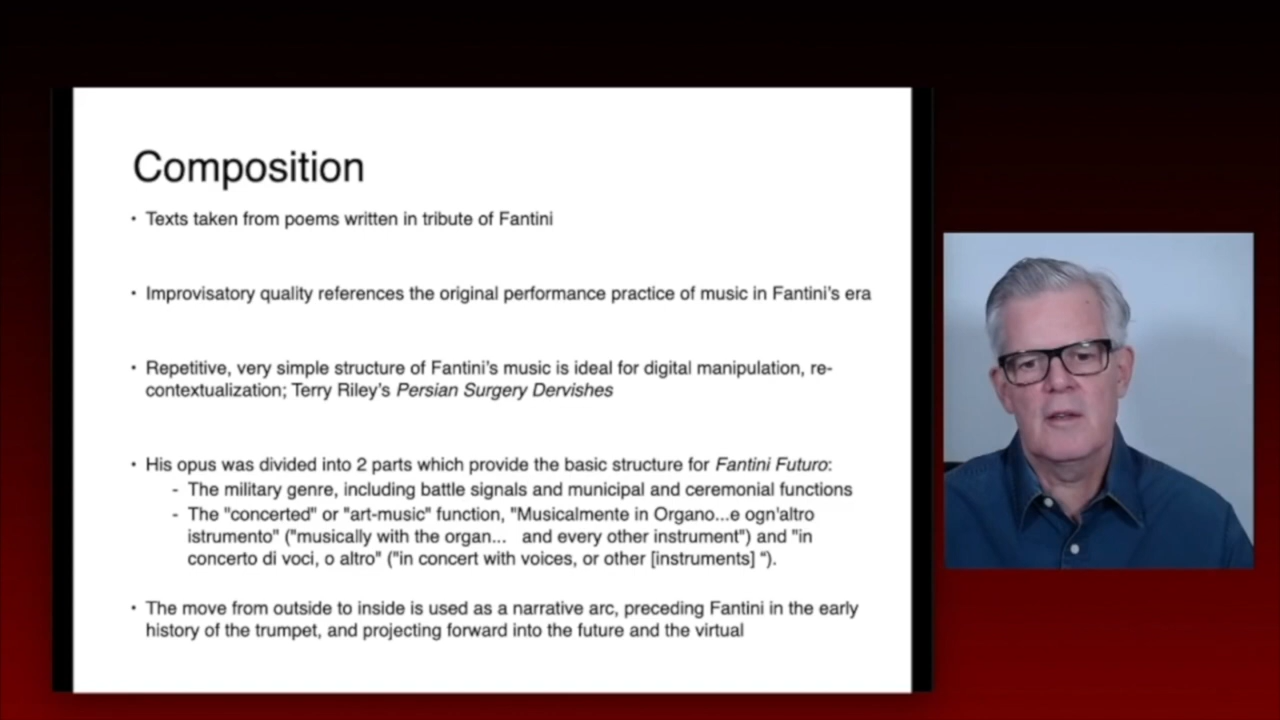 Composition
• Texts taken from poems written in tribute of Fantini
• Improvisatory quality references the original performance practice of music in Fantini's era
• Repetitive, very simple structure of Fantini's music is ideal for digital manipulation, re-
contextualization; Terry Riley's Persian Surgery Dervishes
• His opus was divided into 2 parts which provide the basic structure for Fantini Futuro:
- The military genre, including battle signals and municipal and ceremonial functions
- The "concerted" or "art-music" function, "Musicalmente in Organo...e ogn'altro
istrumento" ("musically with the organ... and every other instrument") and "in
concerto di voci, o altro" ("in concert with voices, or other [instruments] “).
• The move from outside to inside is used as a narrative arc, preceding Fantini in the early
history of the trumpet, and projecting forward into the future and the virtual